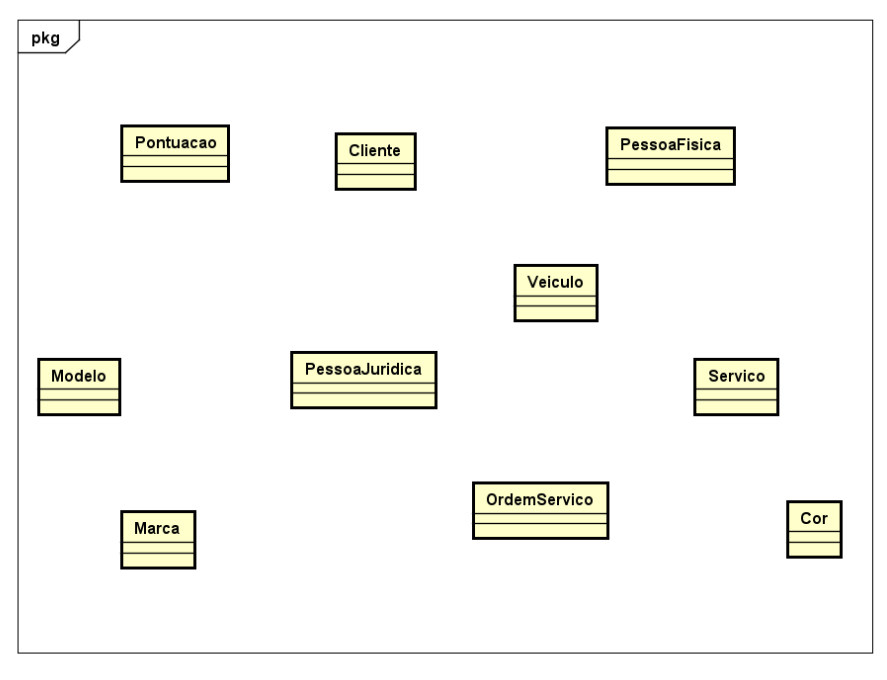 pkg
Pontuacao
Cliente
PessoaFisica
Veiculo
Modelo
PessoaJuridica
Servico
OrdemServico
Marca
Cor